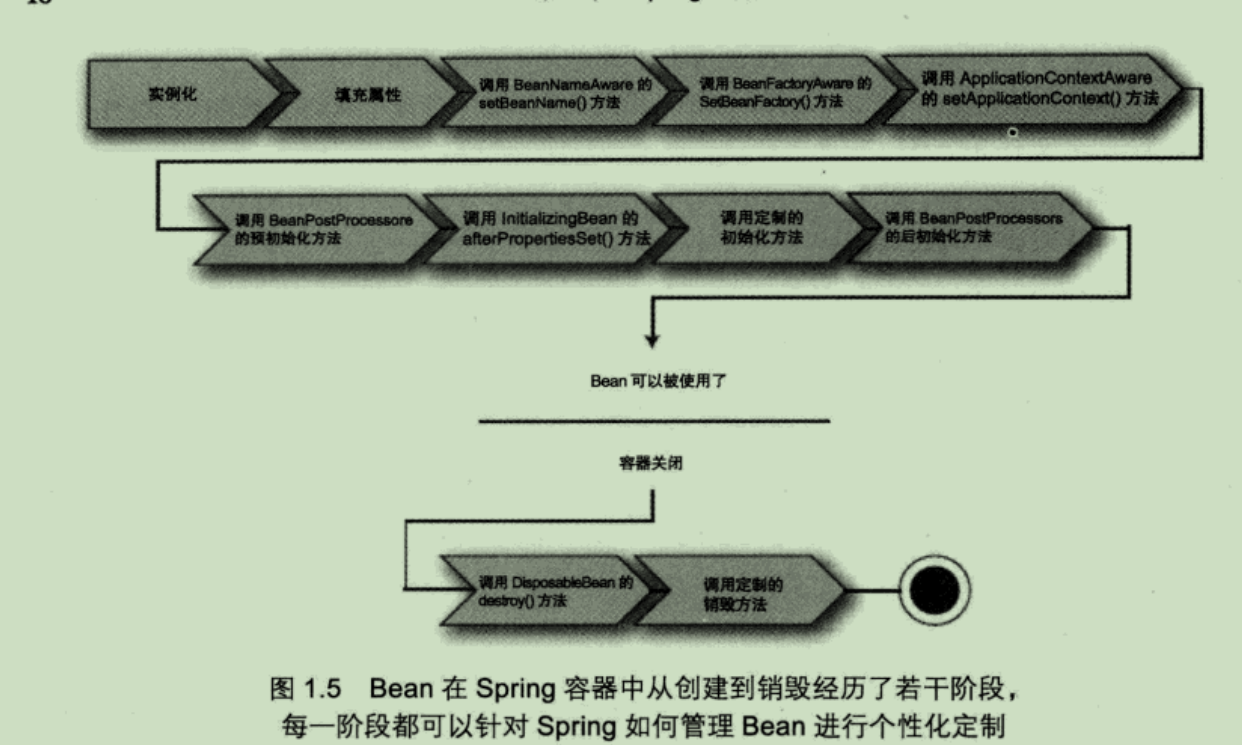 实例化
填充属性
调用 BeanNameAware 的
setBeanName() 方法
调用 BeanFactoryAware 的
SetBeanFactory() 方法
调用 ApplicationContextAware
的 setApplicationContext() 方法
调用 BeanPostProcessore
的预初始化方法
调用 InitializingBean 的
afterPropertiesSet() 方法
调用定制的
初始化方法
调用 BeanPostProcessors
的后初始化方法
Bean 可以被使用了
容器关闭
调用 DisposableBean 的
destroy() 方法
调用定制的
销毁方法
图 1.5 Bean 在 Spring 容器中从创建到销毁经历了若干阶段，
每一阶段都可以针对 Spring 如何管理 Bean 进行个性化定制